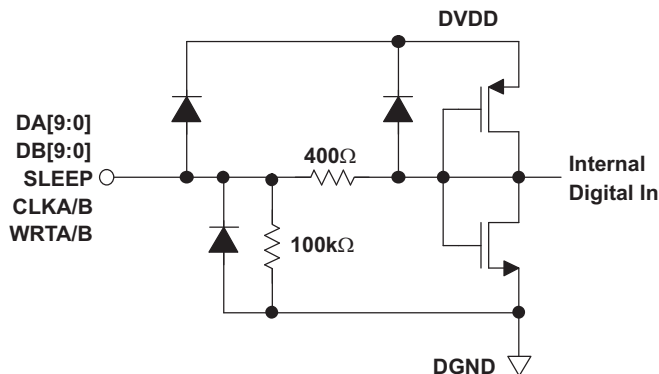 DVDD
DA[9:0]
DB[9:0]
SLEEP
CLKA/B
WRTA/B
400Ω
100kΩ
Internal
Digital In
DGND